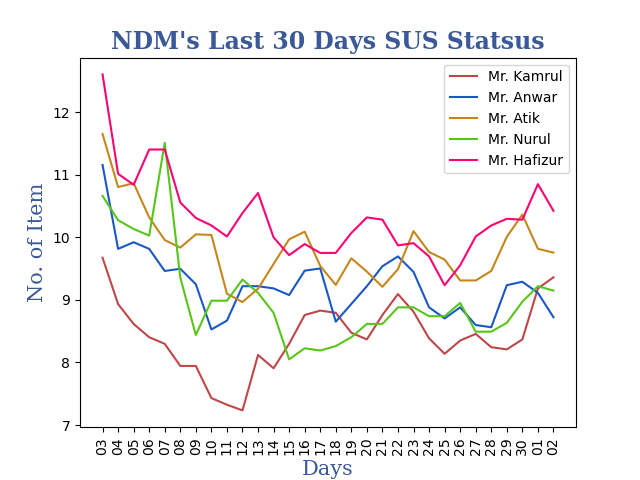 NDM's Last 30 Days SUS Statsus
Mr. Kamrul
Mr. Anwar
Mr. Atik
Mr. Nurul
Mr. Hafizur
No. of Item
12
11
10
9
8
7
03 04 05 06 07 08 09 10 11 12 13 14 15 16 17 18 19 20 21 22 23 24 25 26 27 28 29 30 01 02
Days